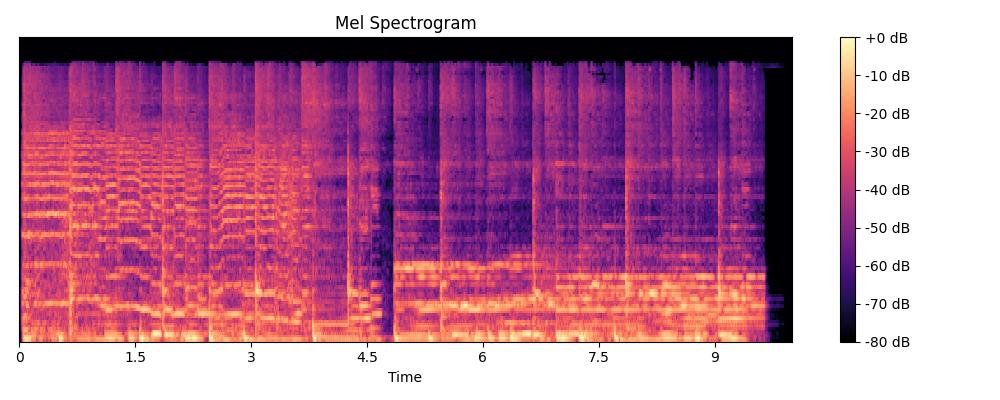 Mel Spectrogram
+0 dB
-10 dB
-20 dB
-30 dB
-40 dB
-50 dB
-60 dB
-70 dB
-80 dB
0
1.5
3
4.5
6
7.5
9
Time